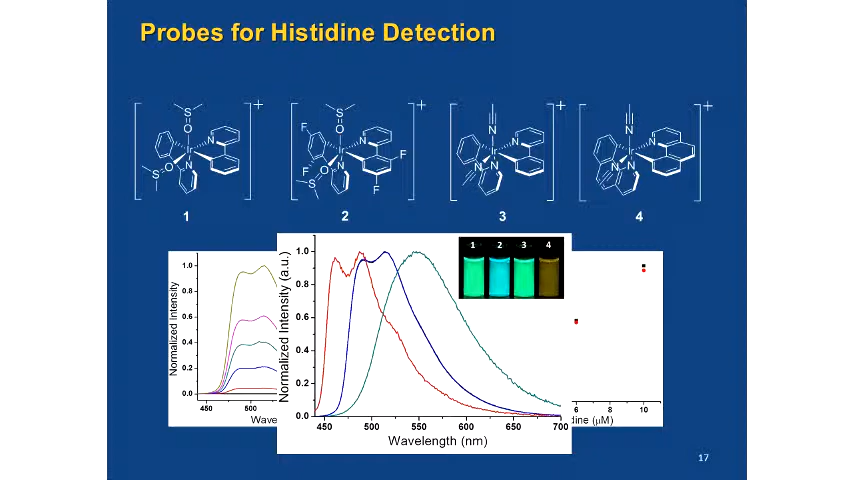 Probes for Histidine Detection
+
+
+
+
S
O
Ir
N
N
O
S
S
O
F
Ir
N
F
F
O
N
S
F
N
Ir
N
N
N
Ir
N
N
1
2
3
4
1.0
0.8
0.6
0.4
0.2
0.0
Normalized Intensity
450
500
Wave
1.0
0.8
0.6
0.4
0.2
0.0
Normalized Intensity (a.u.)
450
500
550
600
650
700
Wavelength (nm)
1 2 3 4
6
8
10
dine (μM)
17